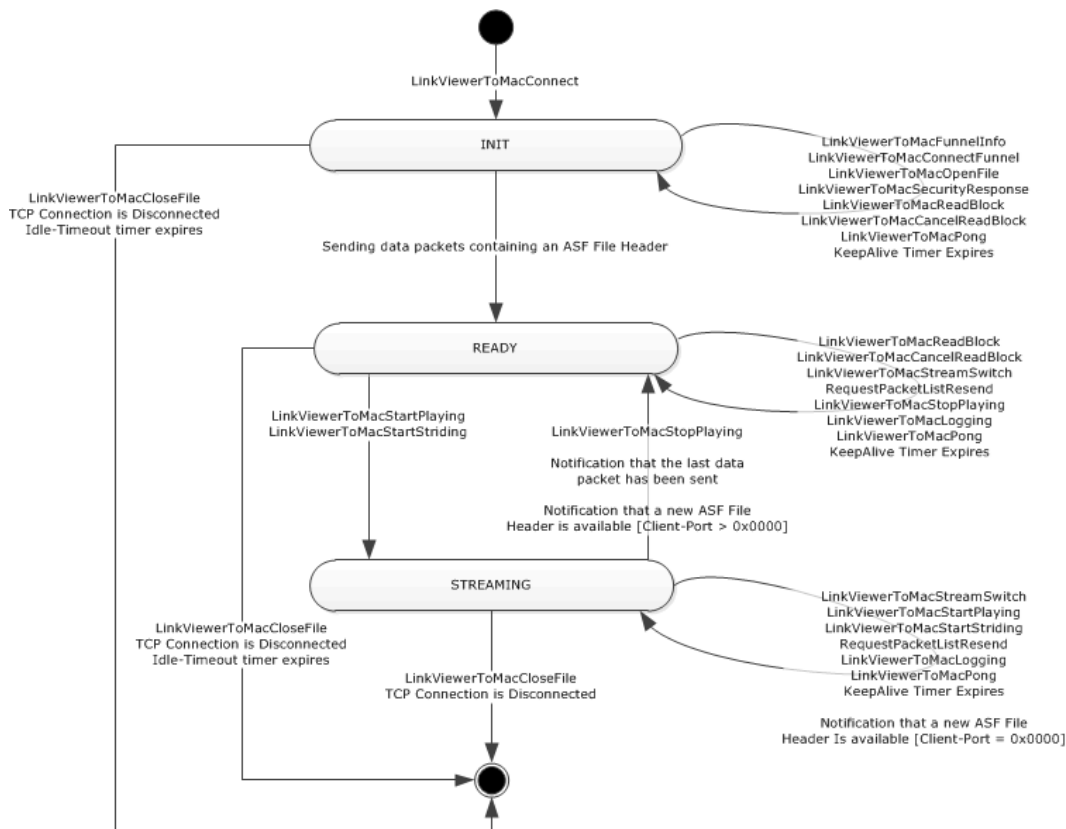 LinkViewerToMacConnect
INIT
LinkViewerToMacFunnelInfo
LinkViewerToMacConnectFunnel
LinkViewerToMacOpenFile
LinkViewerToMacSecurityResponse
LinkViewerToMacReadBlock
LinkViewerToMacCancelReadBlock
LinkViewerToMacPong
KeepAlive Timer Expires
LinkViewerToMacCloseFile
TCP Connection is Disconnected
Idle-Timeout timer expires
Sending data packets containing an ASF File Header
READY
LinkViewerToMacReadBlock
LinkViewerToMacCancelReadBlock
LinkViewerToMacStreamSwitch
RequestPacketListResend
LinkViewerToMacStopPlaying
LinkViewerToMacLogging
LinkViewerToMacPong
KeepAlive Timer Expires
LinkViewerToMacStartPlaying
LinkViewerToMacStartStriding
LinkViewerToMacStopPlaying
Notification that the last data
packet has been sent
Notification that a new ASF File
Header is available [Client-Port > 0x0000]
STREAMING
LinkViewerToMacStreamSwitch
LinkViewerToMacStartPlaying
LinkViewerToMacStartStriding
RequestPacketListResend
LinkViewerToMacLogging
LinkViewerToMacPong
KeepAlive Timer Expires
Notification that a new ASF File
Header Is available [Client-Port = 0x0000]
LinkViewerToMacCloseFile
TCP Connection is Disconnected
Idle-Timeout timer expires
LinkViewerToMacCloseFile
TCP Connection is Disconnected